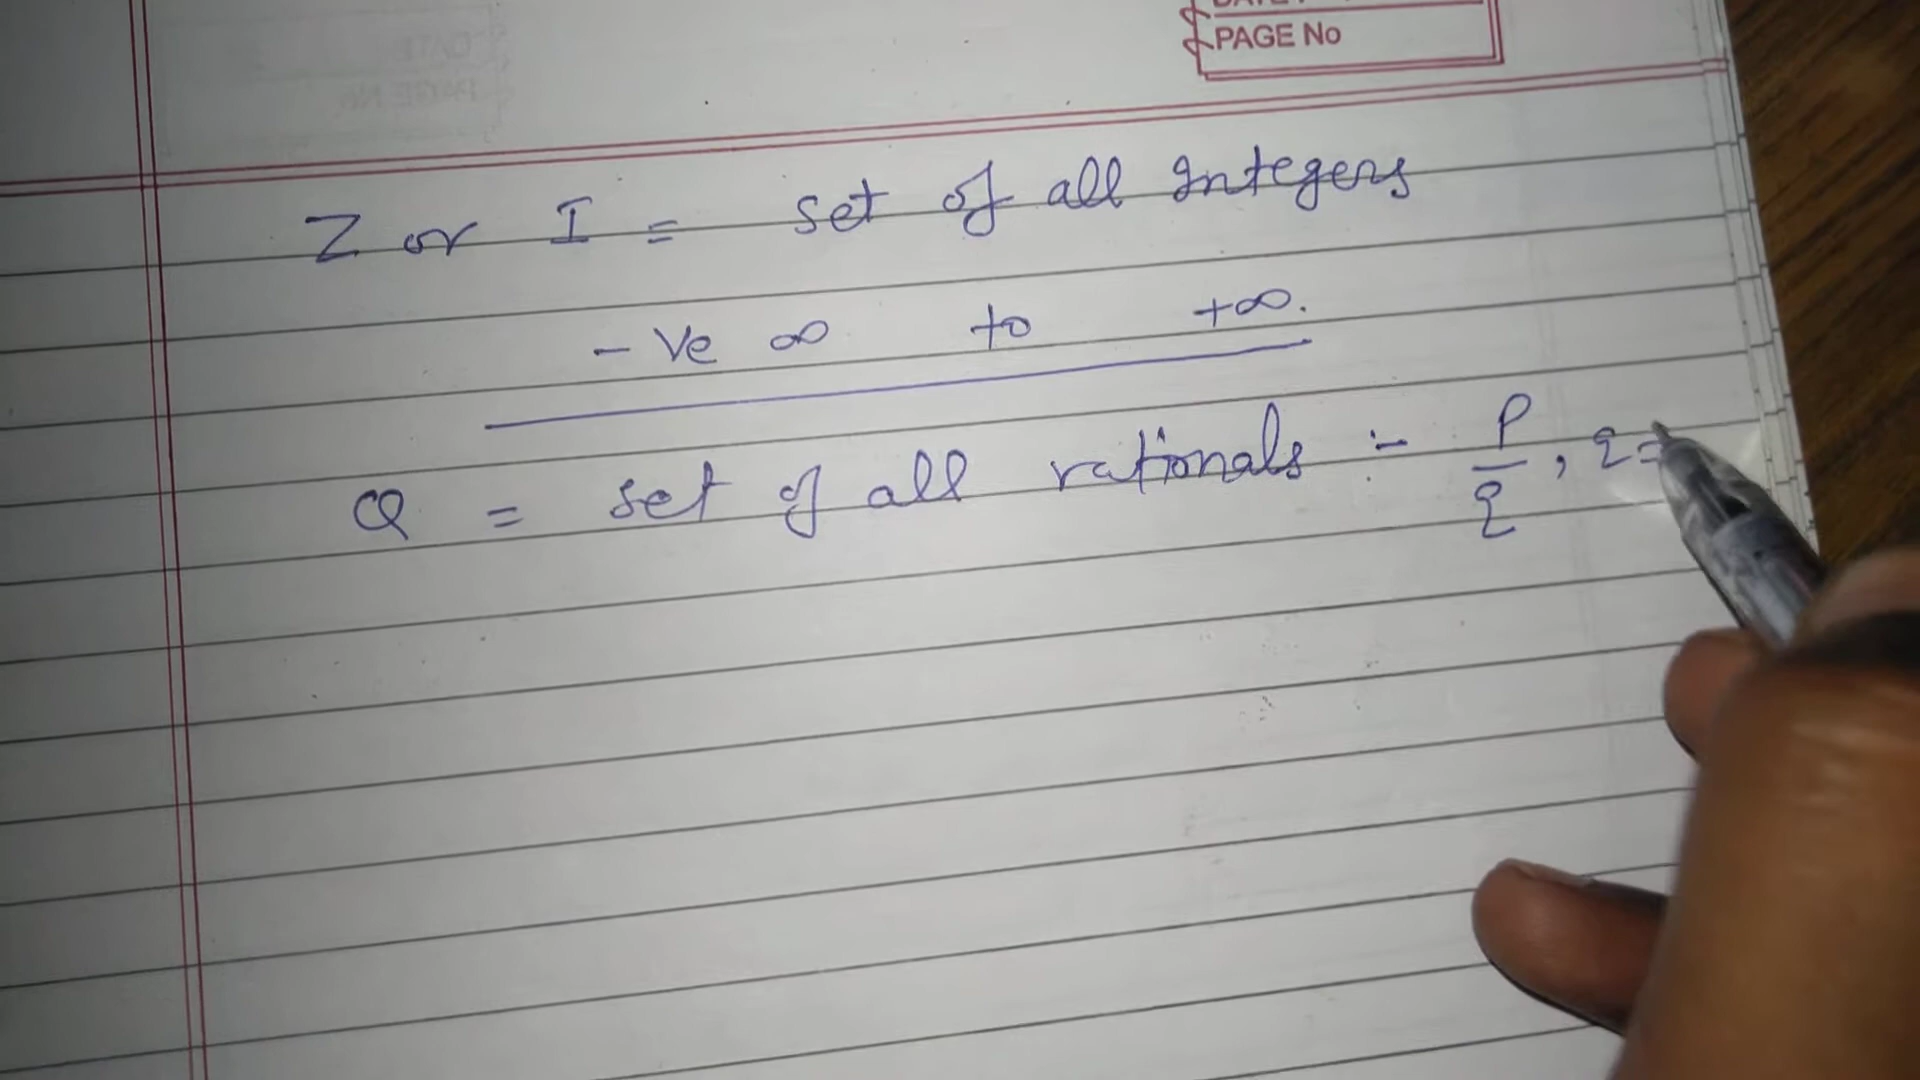 PAGE No
Z or I = set of all Integers
- ve ∞ to +∞.
Q = set of all rationals :- P/q, q=